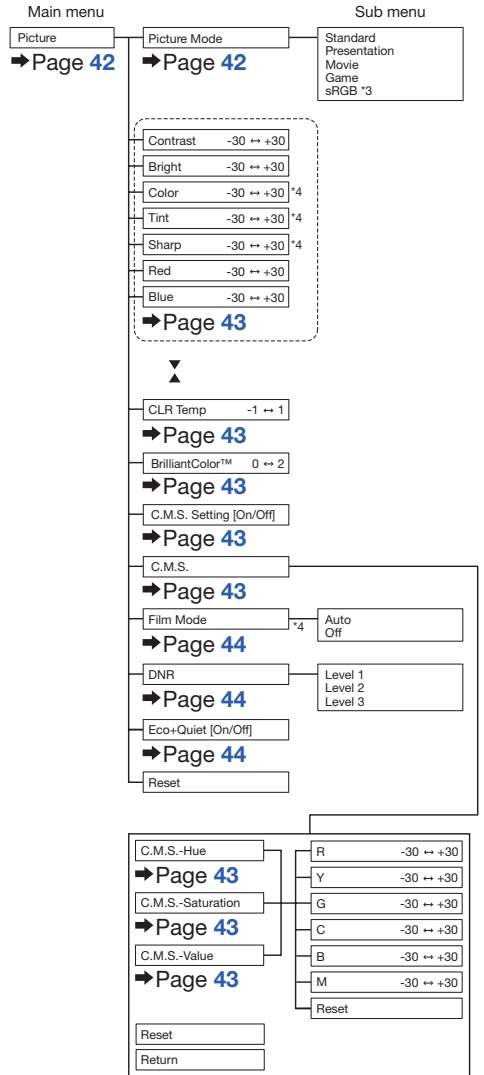 Main menu
Sub menu
Picture
➡Page 42
Picture Mode
➡Page 42
Standard
Presentation
Movie
Game
sRGB *3
Contrast -30 ↔ +30
Bright -30 ↔ +30
Color -30 ↔ +30 *4
Tint -30 ↔ +30 *4
Sharp -30 ↔ +30 *4
Red -30 ↔ +30
Blue -30 ↔ +30
➡Page 43
CLR Temp -1 ↔ 1
➡Page 43
BrilliantColor™ 0 ↔ 2
➡Page 43
C.M.S. Setting [On/Off]
➡Page 43
C.M.S.
➡Page 43
Film Mode *4
➡Page 44
Auto
Off
DNR
➡Page 44
Level 1
Level 2
Level 3
Eco+Quiet [On/Off]
➡Page 44
Reset
C.M.S.-Hue
➡Page 43
C.M.S.-Saturation
➡Page 43
C.M.S.-Value
➡Page 43
R -30 ↔ +30
Y -30 ↔ +30
G -30 ↔ +30
C -30 ↔ +30
B -30 ↔ +30
M -30 ↔ +30
Reset
Reset
Return